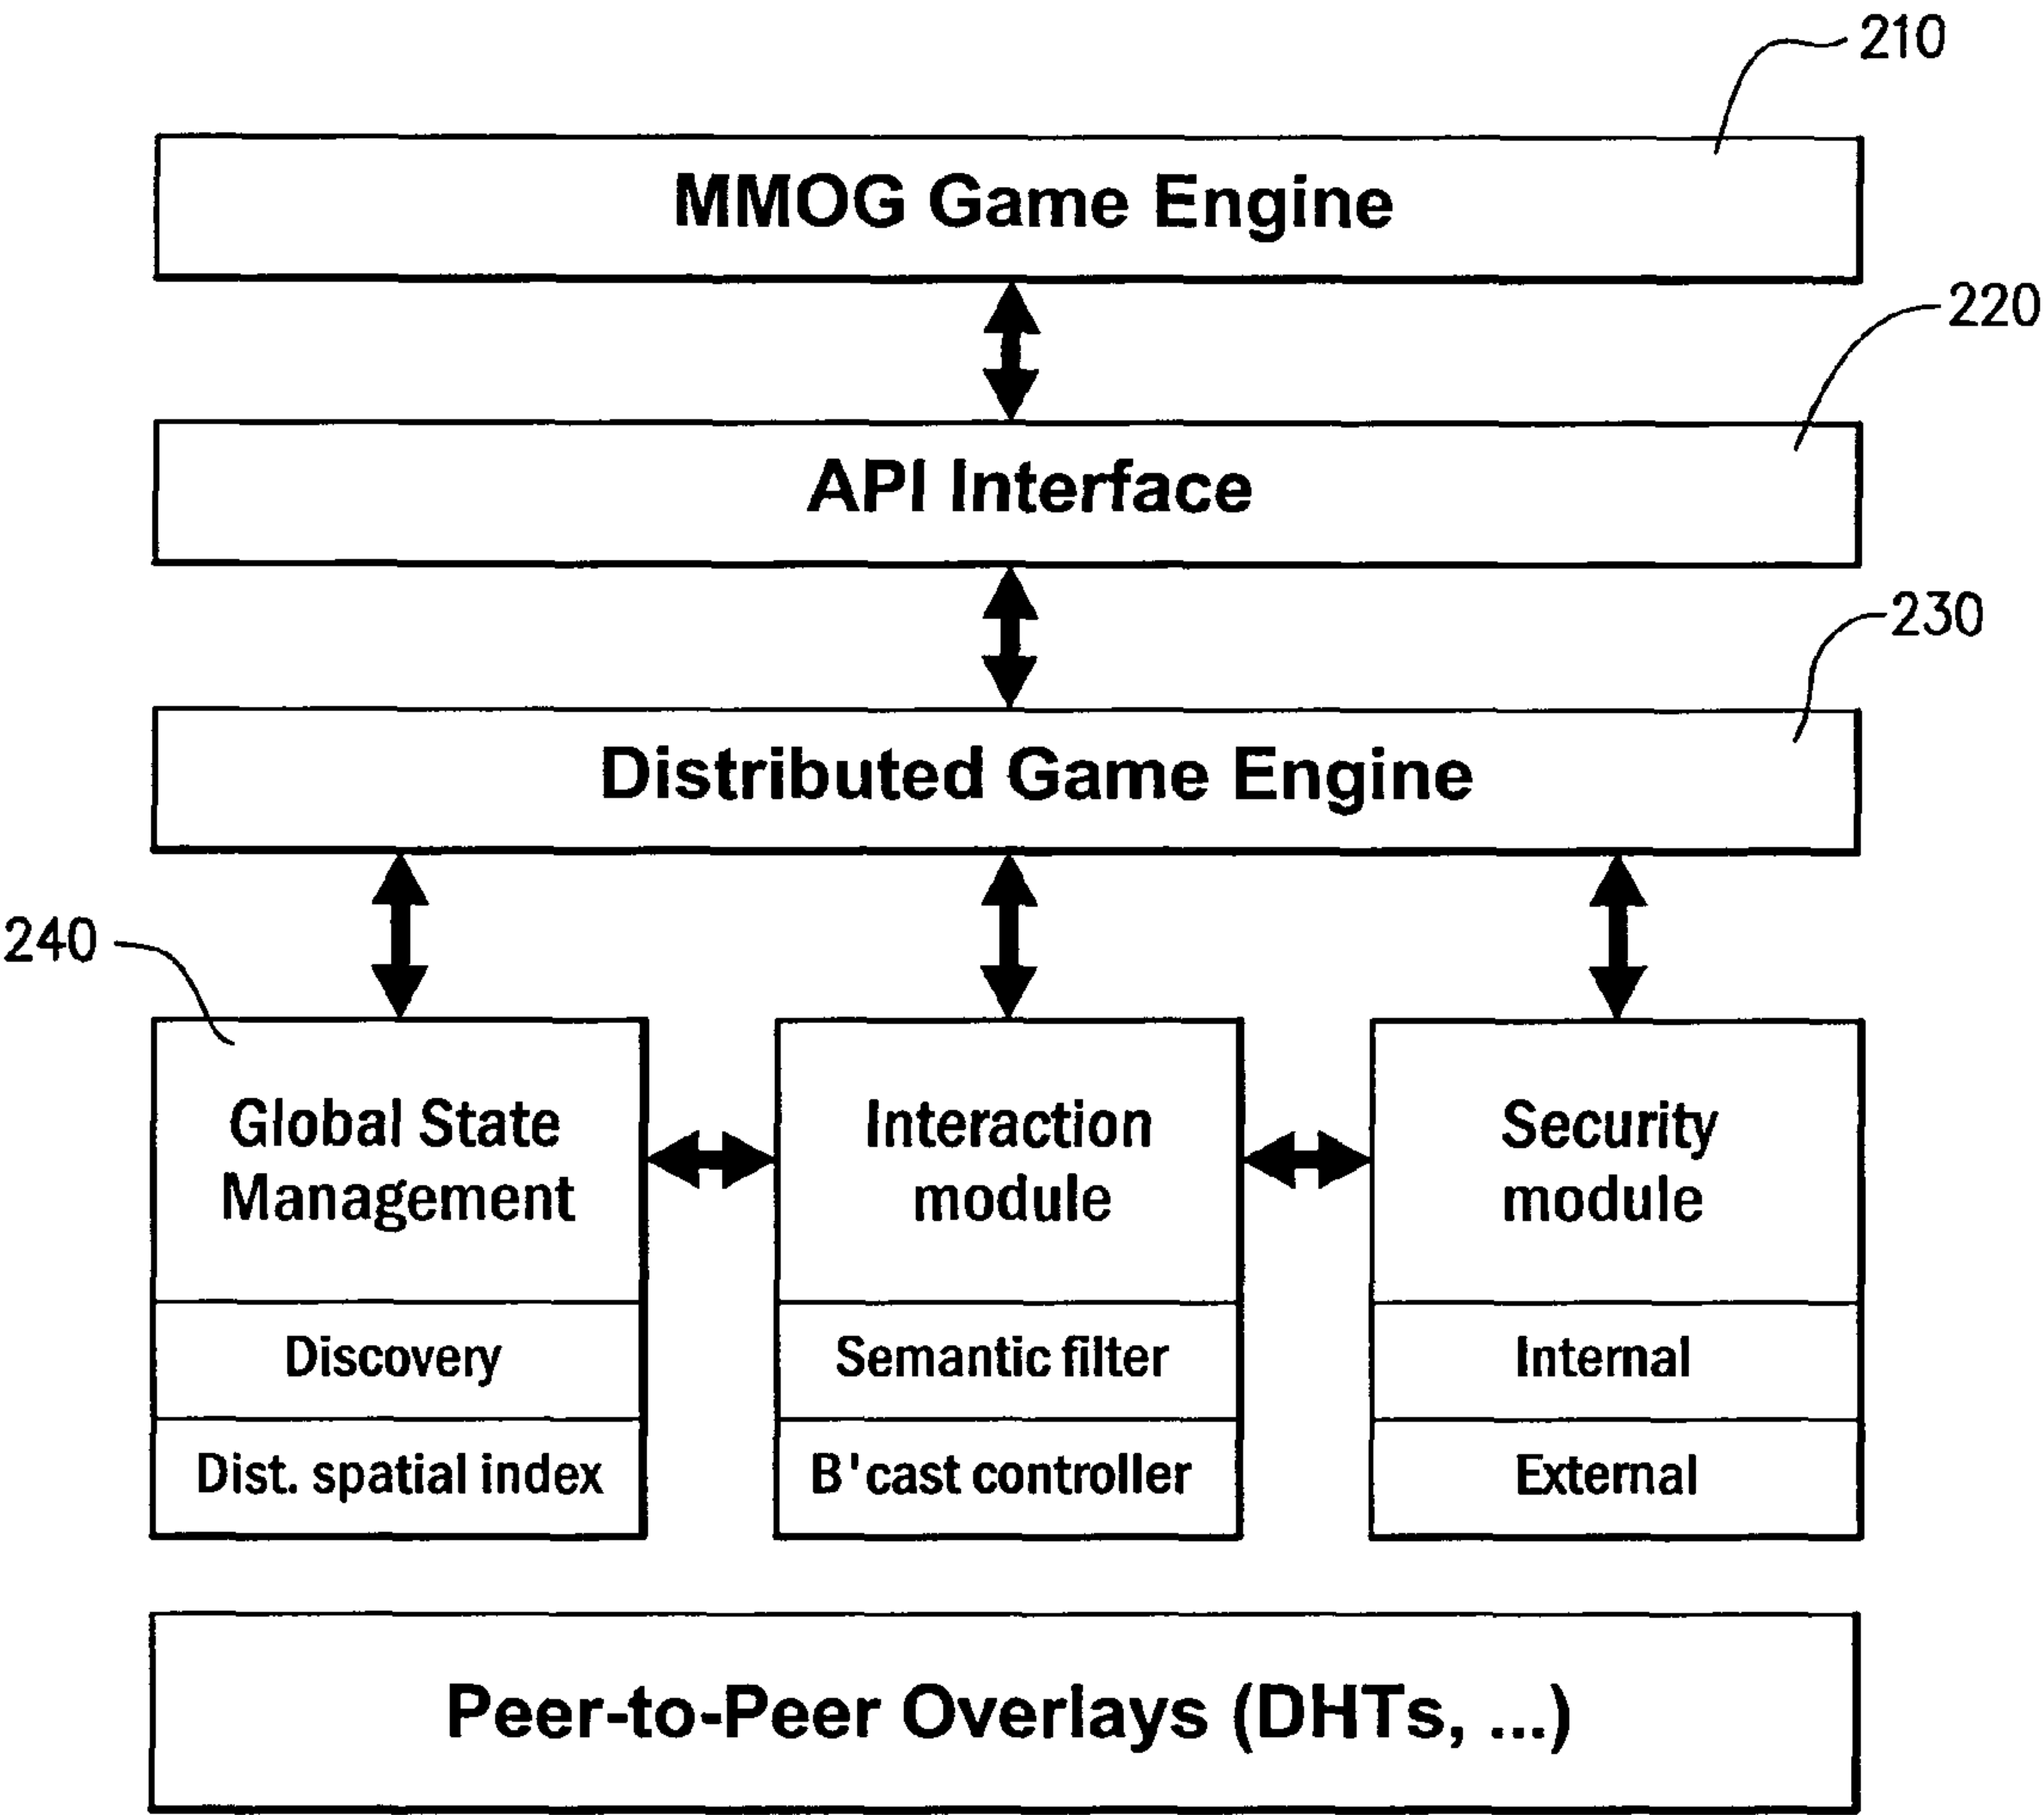 210
MMOG Game Engine
220
API Interface
230
Distributed Game Engine
240
Global State
Management
Interaction
module
Security
module
Discovery
Semantic filter
Internal
Dist. spatial index
B'cast controller
External
Peer-to-Peer Overlays (DHTs, ...)